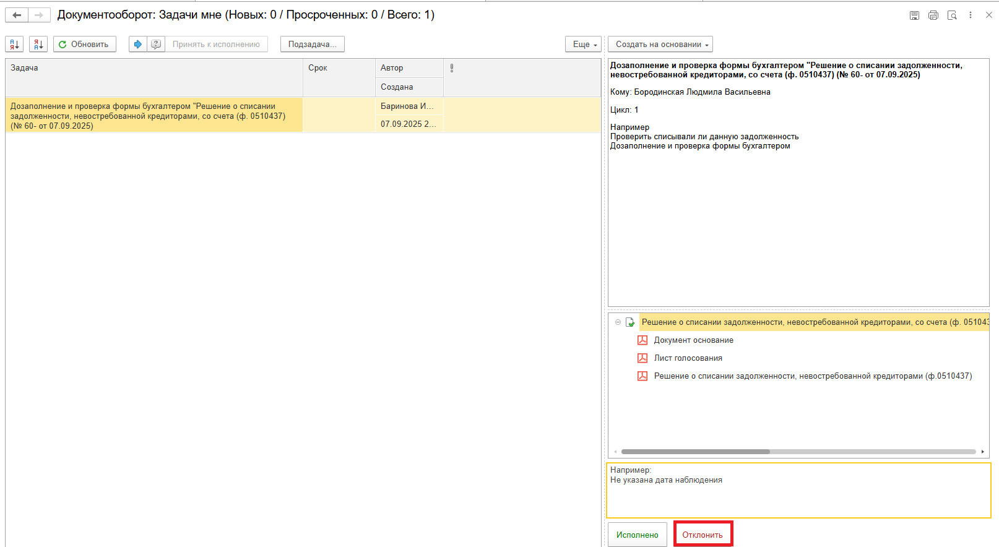 Документооборот: Задачи мне (Новых: 0 / Просроченных: 0 / Всего: 1)
Обновить
Принять к исполнению
Подзадача...
Еще
Создать на основании
Задача
Срок
Автор
Создана
Дозаполнение и проверка формы бухгалтером "Решение о списании
задолженности, невостребованной кредиторами, со счета (ф. 0510437)
(№ 60- от 07.09.2025)
Баринова И...
07.09.2025 2...
Дозаполнение и проверка формы бухгалтером "Решение о списании задолженности,
невостребованной кредиторами, со счета (ф. 0510437) (№ 60- от 07.09.2025)
Кому: Бородинская Людмила Васильевна
Цикл: 1
Например
Проверить списывали ли данную задолженность
Дозаполнение и проверка формы бухгалтером
Решение о списании задолженности, невостребованной кредиторами, со счета (ф. 05104
Документ основание
Лист голосования
Решение о списании задолженности, невостребованной кредиторами (ф.0510437)
Например:
Не указана дата наблюдения
Исполнено
Отклонить